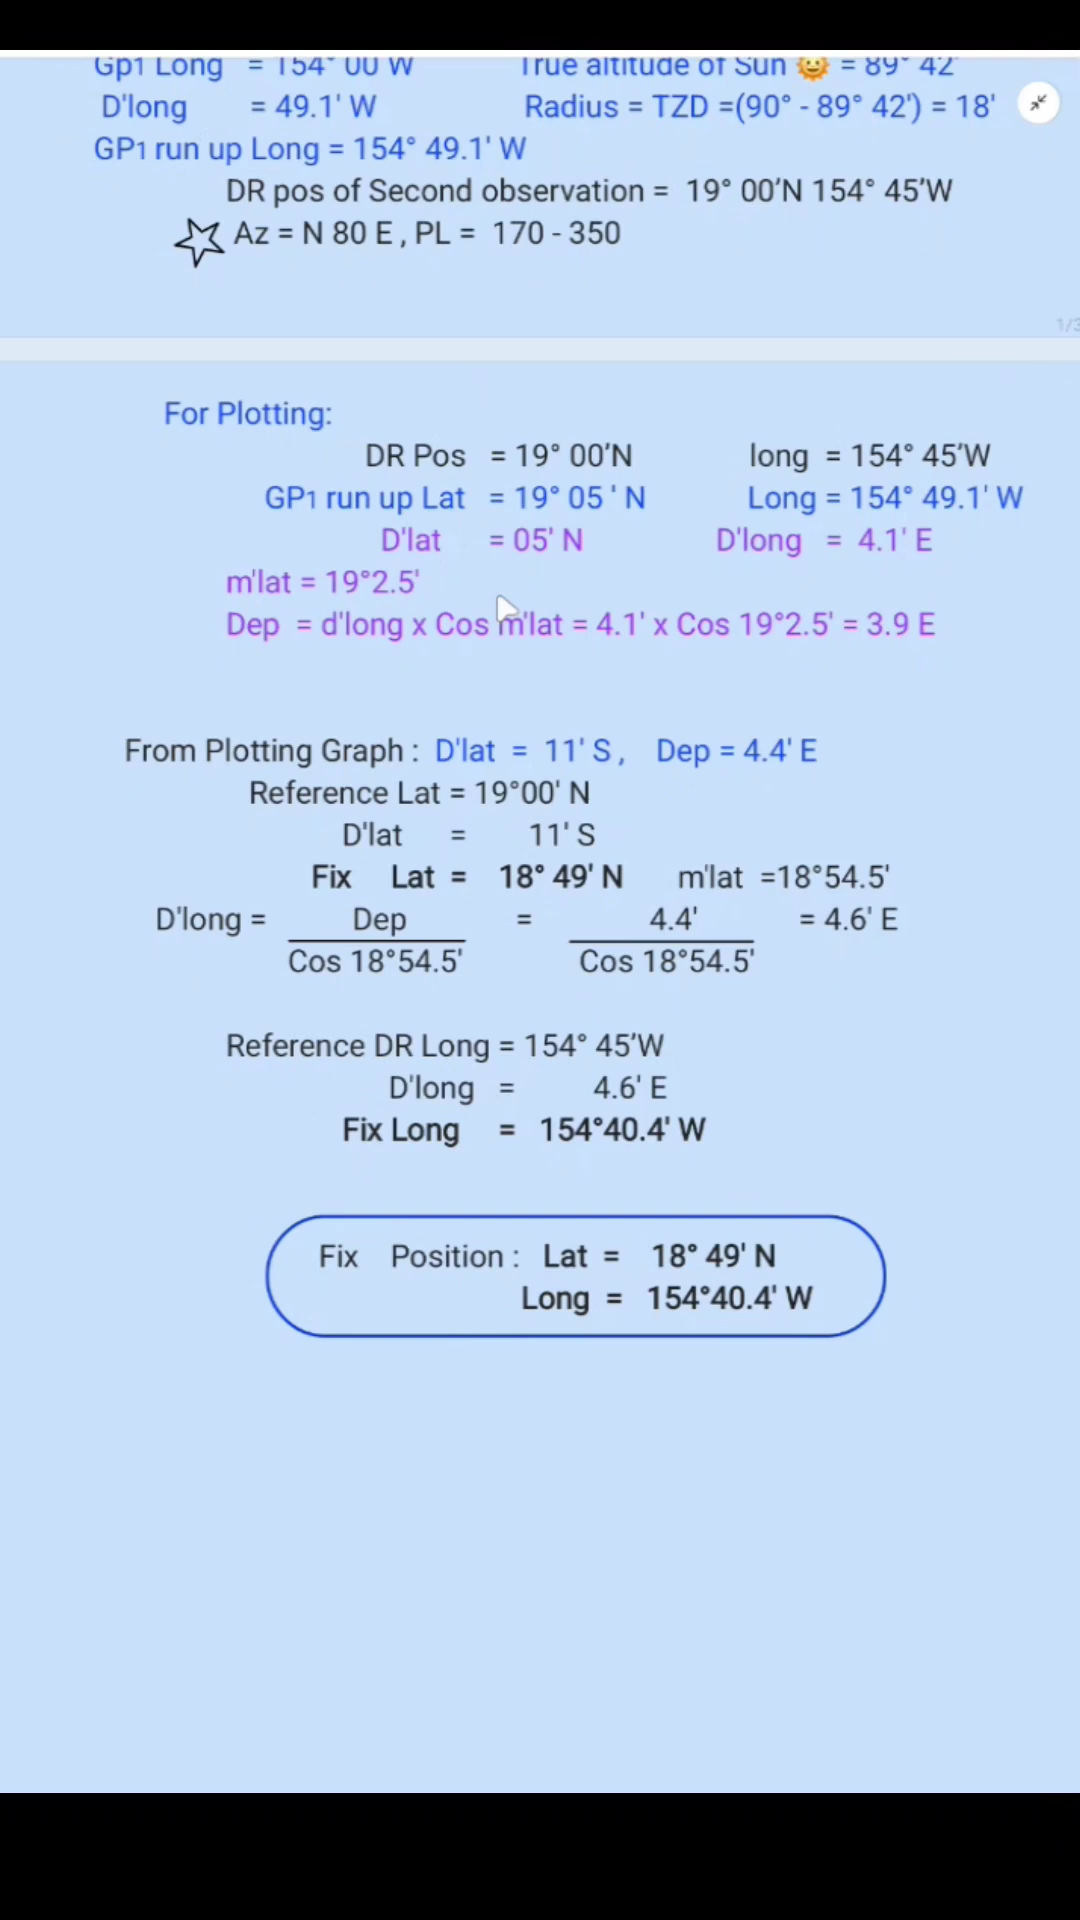 Gp1 Long = 154° 00 W True altitude of Sun 🌞 = 89° 42'
D'long = 49.1' W Radius = TZD =(90° - 89° 42') = 18'
GP1 run up Long = 154° 49.1' W
DR pos of Second observation = 19° 00'N 154° 45'W
Az = N 80 E , PL = 170 - 350
1/3
For Plotting:
DR Pos = 19° 00'N long = 154° 45'W
GP1 run up Lat = 19° 05 ' N Long = 154° 49.1' W
D'lat = 05' N D'long = 4.1' E
m'lat = 19°2.5'
Dep = d'long x Cos m'lat = 4.1' x Cos 19°2.5' = 3.9 E
From Plotting Graph : D'lat = 11' S , Dep = 4.4' E
Reference Lat = 19°00' N
D'lat = 11' S
Fix Lat = 18° 49' N m'lat =18°54.5'
D'long = Dep = 4.4' = 4.6' E
Cos 18°54.5' Cos 18°54.5'
Reference DR Long = 154° 45'W
D'long = 4.6' E
Fix Long = 154°40.4' W
Fix Position : Lat = 18° 49' N
Long = 154°40.4' W